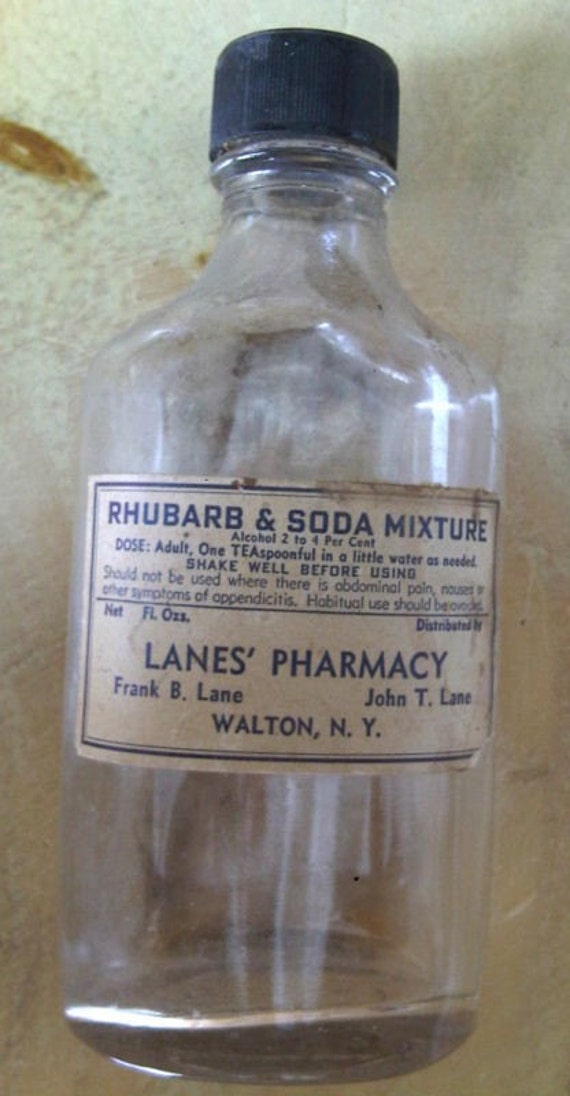 RHUBARB & SODA MIXTURE
Alcohol 2 to 4 Per Cent
DOSE: Adult, One TEAspoonful in a little water as needed.
SHAKE WELL BEFORE USING
Should not be used where there is abdominal pain, nausea or
other symptoms of appendicitis. Habitual use should be avoided.
Net Fl. Ozs.
Distributed by
LANES' PHARMACY
Frank B. Lane John T. Lane
WALTON, N. Y.